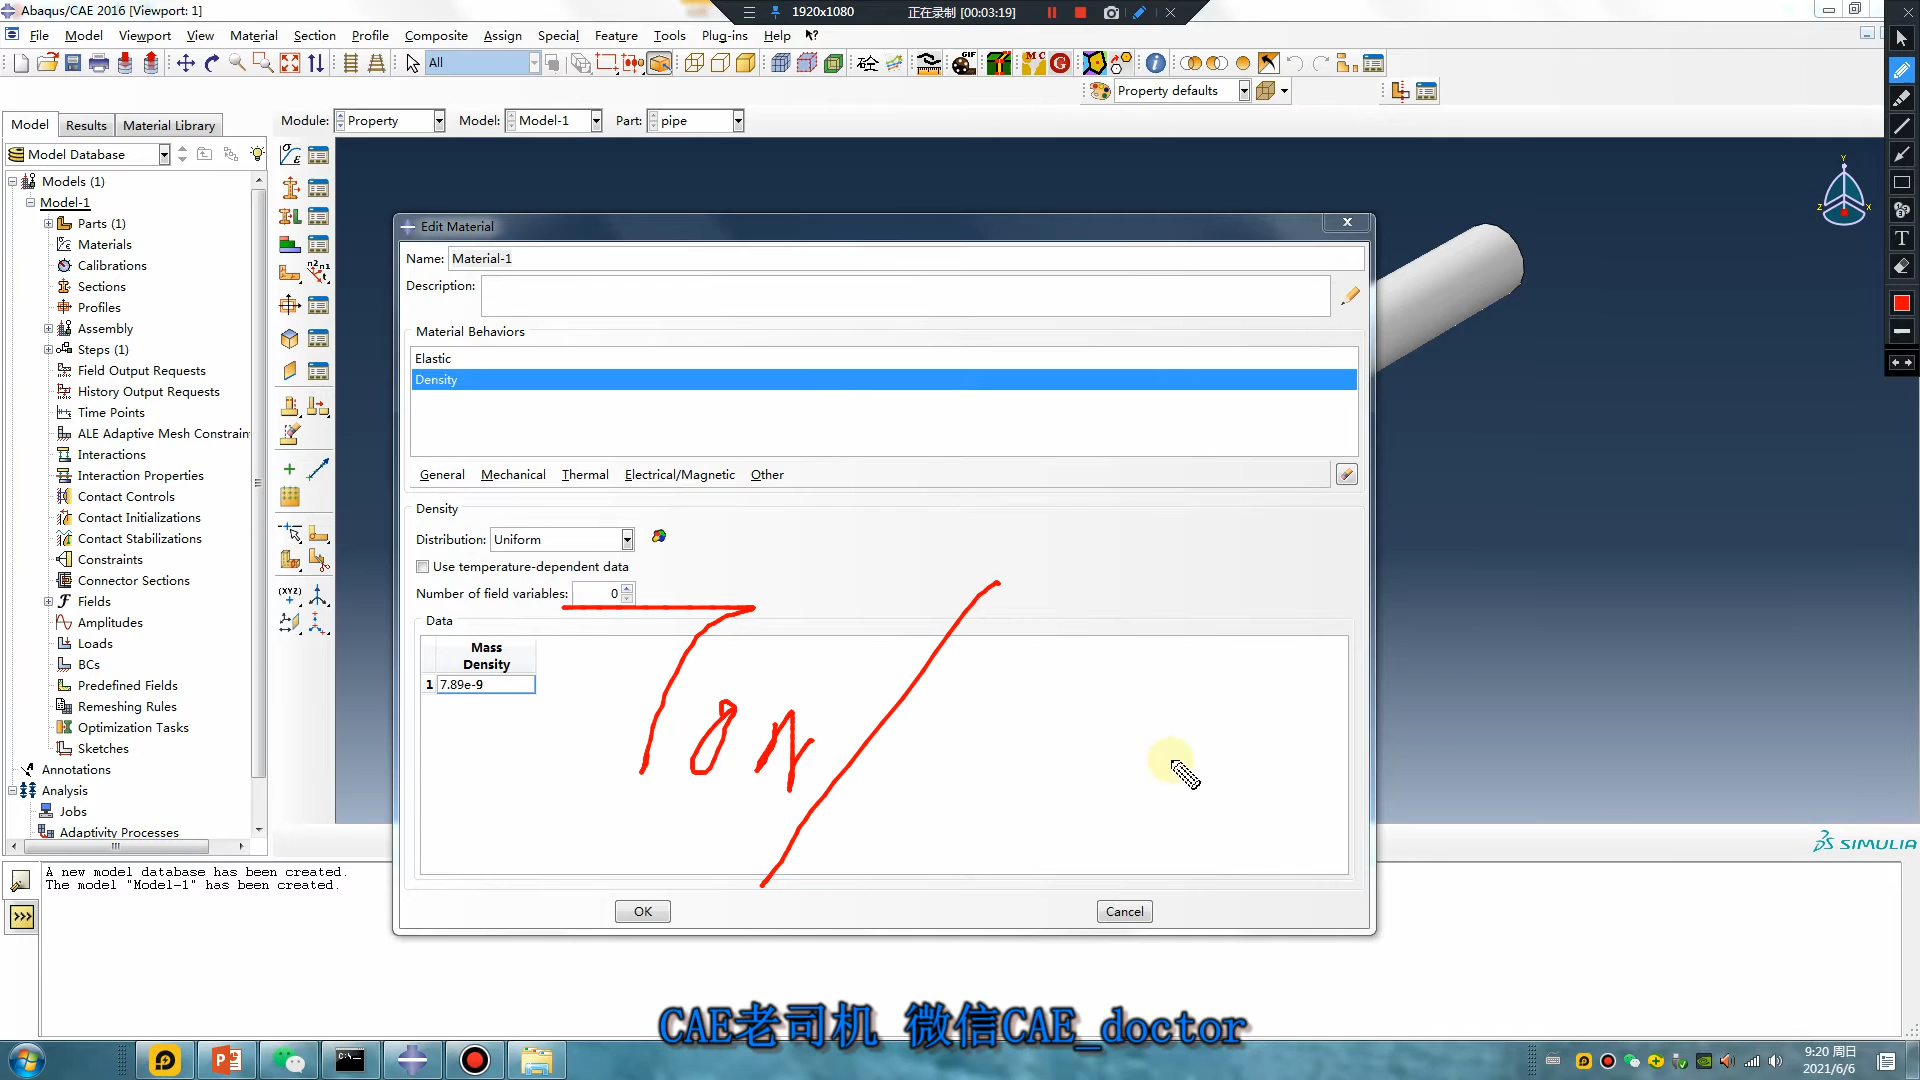 Abaqus/CAE 2016 [Viewport: 1]
1920x1080
正在录制 [00:03:19]
File Model Viewport View Material Section Profile Composite Assign Special Feature Tools Plug-ins Help
All
GIF
MC
Property defaults
Model Results Material Library
Module: Property Model: Model-1 Part: pipe
Model Database
Models (1)
Model-1
Parts (1)
Materials
Calibrations
Sections
Profiles
Assembly
Steps (1)
Field Output Requests
History Output Requests
Time Points
ALE Adaptive Mesh Constrain
Interactions
Interaction Properties
Contact Controls
Contact Initializations
Contact Stabilizations
Constraints
Connector Sections
Fields
Amplitudes
Loads
BCs
Predefined Fields
Remeshing Rules
Optimization Tasks
Sketches
Annotations
Analysis
Jobs
Adaptivity Processes
Edit Material
Name: Material-1
Description:
Material Behaviors
Elastic
Density
General Mechanical Thermal Electrical/Magnetic Other
Density
Distribution: Uniform
Use temperature-dependent data
Number of field variables: 0
Data
Mass
Density
1 7.89e-9
TON/
OK Cancel
Y
Z X
SIMULIA
A new model database has been created.
The model "Model-1" has been created.
CAE老司机 微信CAE_doctor
9:20 周日
2021/6/6